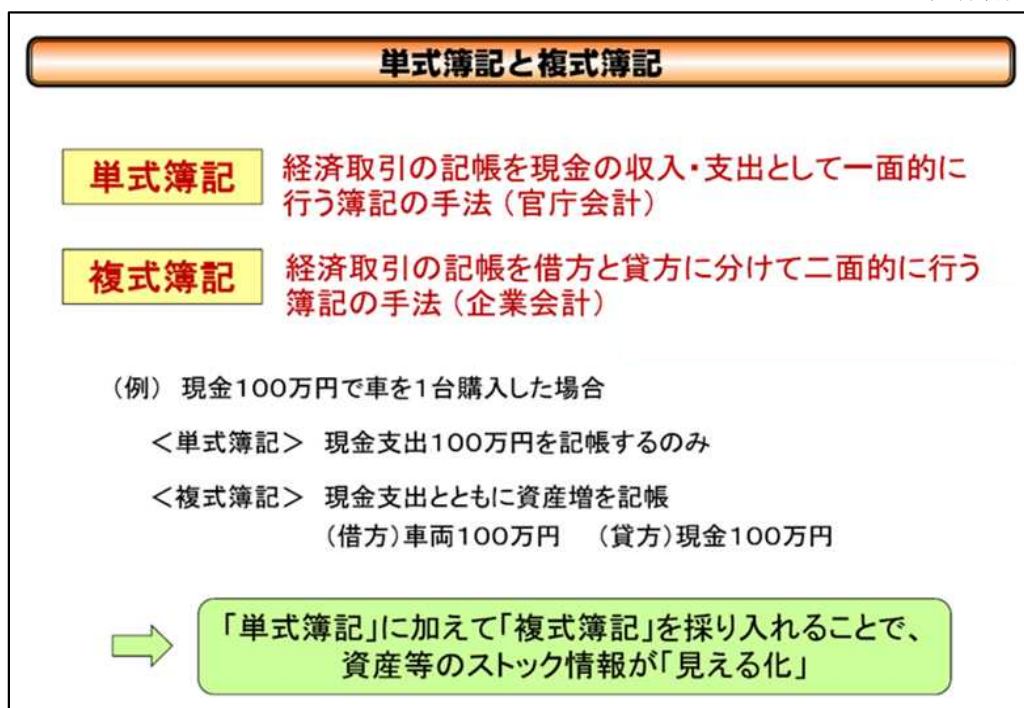 単式簿記と複式簿記
単式簿記
経済取引の記帳を現金の収入・支出として一面的に
行う簿記の手法（官庁会計）
複式簿記
経済取引の記帳を借方と貸方に分けて二面的に行う
簿記の手法（企業会計）
（例） 現金１００万円で車を１台購入した場合
＜単式簿記＞ 現金支出１００万円を記帳するのみ
＜複式簿記＞ 現金支出とともに資産増を記帳
（借方）車両１００万円 （貸方）現金１００万円
「単式簿記」に加えて「複式簿記」を採り入れることで、
資産等のストック情報が「見える化」